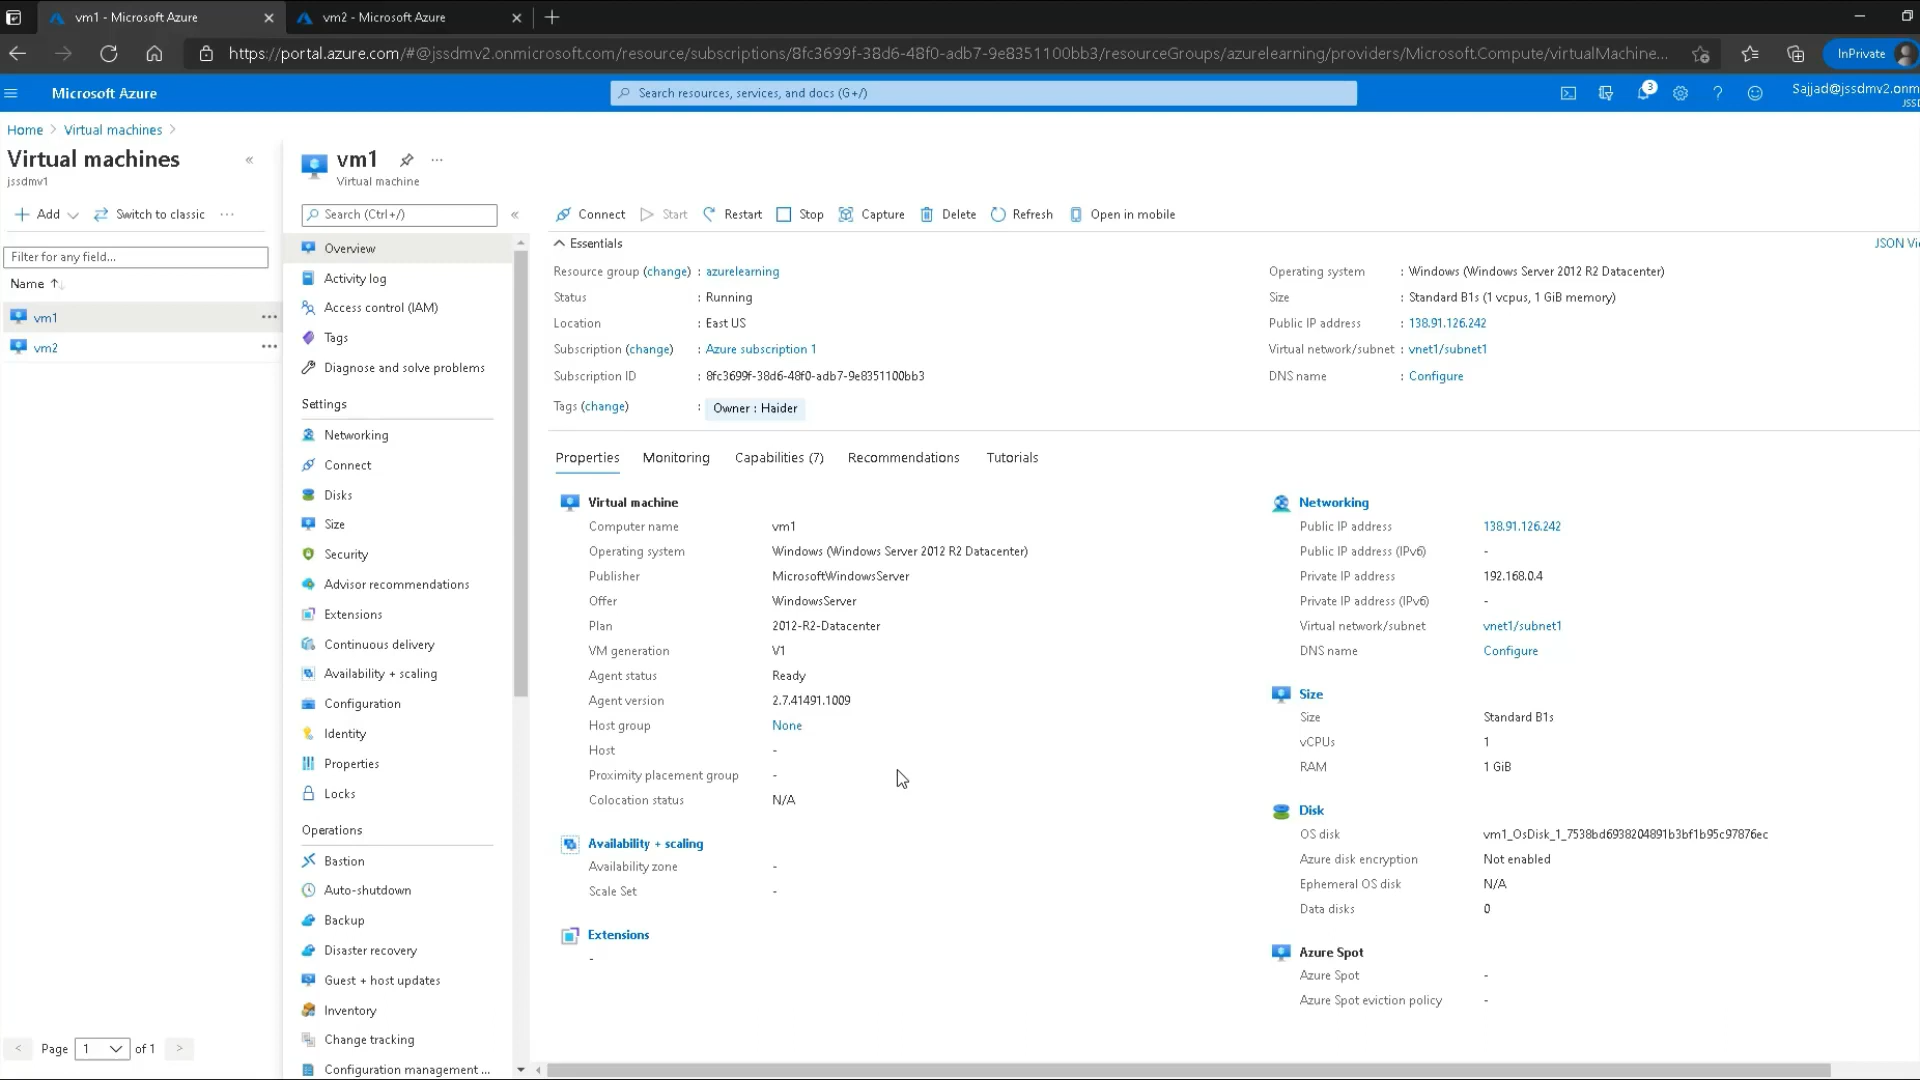 vm1 - Microsoft Azure
vm2 - Microsoft Azure
https://portal.azure.com/#@jssdmv2.onmicrosoft.com/resource/subscriptions/8fc3699f-38d6-48f0-adb7-9e8351100bb3/resourceGroups/azurelearning/providers/Microsoft.Compute/virtualMachine...
InPrivate
Microsoft Azure
Search resources, services, and docs (G+/)
3
Sajjad@jssdmv2.onm
Home > Virtual machines >
Virtual machines
jssdmv1
Add
Switch to classic
Filter for any field...
Name
vm1
vm2
Page 1 of 1
vm1
Virtual machine
Search (Ctrl+/)
Overview
Activity log
Access control (IAM)
Tags
Diagnose and solve problems
Settings
Networking
Connect
Disks
Size
Security
Advisor recommendations
Extensions
Continuous delivery
Availability + scaling
Configuration
Identity
Properties
Locks
Operations
Bastion
Auto-shutdown
Backup
Disaster recovery
Guest + host updates
Inventory
Change tracking
Configuration management ...
Connect Start Restart Stop Capture Delete Refresh Open in mobile
Essentials
JSON Vi
Resource group (change) : azurelearning
Status : Running
Location : East US
Subscription (change) : Azure subscription 1
Subscription ID : 8fc3699f-38d6-48f0-adb7-9e8351100bb3
Tags (change) : Owner : Haider
Operating system : Windows (Windows Server 2012 R2 Datacenter)
Size : Standard B1s (1 vcpus, 1 GiB memory)
Public IP address : 138.91.126.242
Virtual network/subnet : vnet1/subnet1
DNS name : Configure
Properties Monitoring Capabilities (7) Recommendations Tutorials
Virtual machine
Computer name vm1
Operating system Windows (Windows Server 2012 R2 Datacenter)
Publisher MicrosoftWindowsServer
Offer WindowsServer
Plan 2012-R2-Datacenter
VM generation V1
Agent status Ready
Agent version 2.7.41491.1009
Host group None
Host -
Proximity placement group -
Colocation status N/A
Availability + scaling
Availability zone -
Scale Set -
Extensions
-
Networking
Public IP address 138.91.126.242
Public IP address (IPv6) -
Private IP address 192.168.0.4
Private IP address (IPv6) -
Virtual network/subnet vnet1/subnet1
DNS name Configure
Size
Size Standard B1s
vCPUs 1
RAM 1 GiB
Disk
OS disk vm1_OsDisk_1_7538bd6938204891b3bf1b95c97876ec
Azure disk encryption Not enabled
Ephemeral OS disk N/A
Data disks 0
Azure Spot
Azure Spot -
Azure Spot eviction policy -